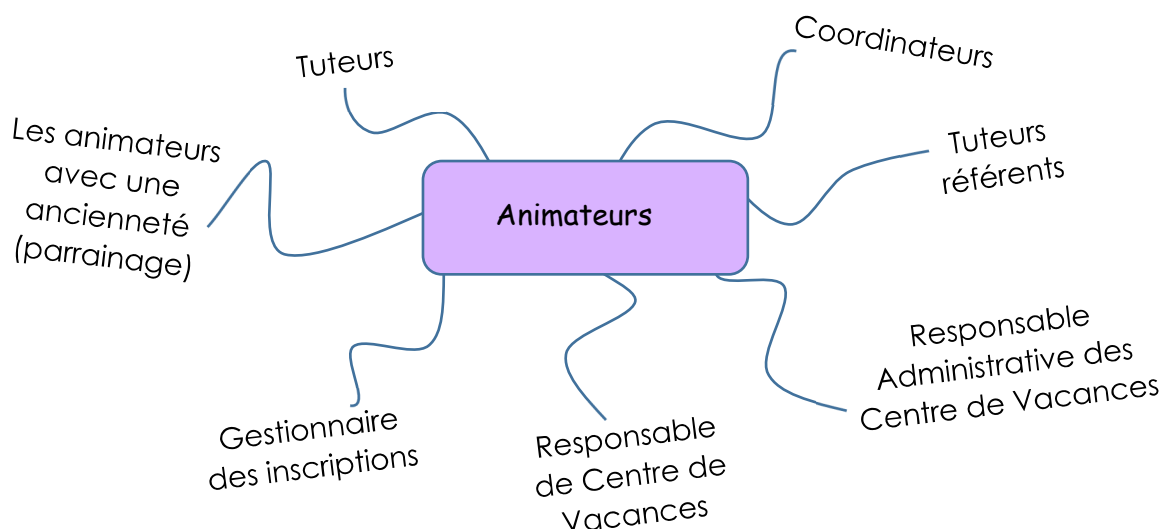 Coordinateurs
Tuteurs
Les animateurs
avec une
ancienneté
(parrainage)
Tuteurs
référents
Animateurs
Responsable
Administrative des
Centre de Vacances
Gestionnaire
des inscriptions
Responsable
de Centre de
Vacances